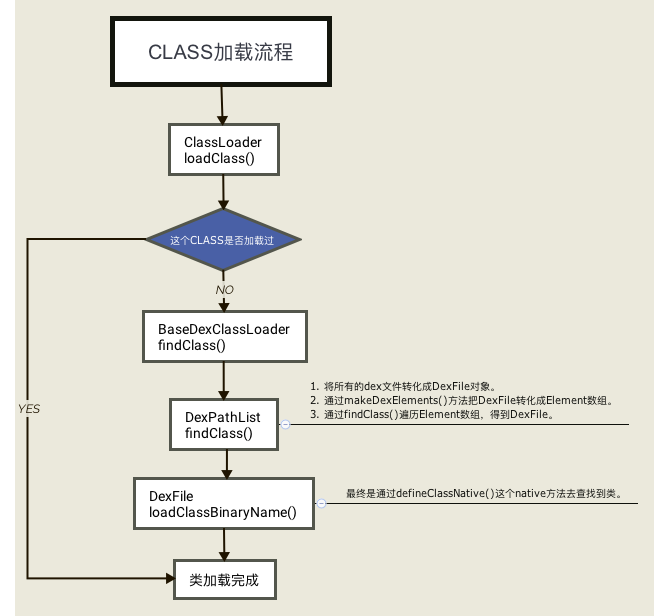 CLASS加载流程
ClassLoader
loadClass()
这个CLASS是否加载过
NO
BaseDexClassLoader
findClass()
YES
DexPathList
findClass()
1. 将所有的dex文件转化成DexFile对象。
2. 通过makeDexElements()方法把DexFile转化成Element数组。
3. 通过findClass()遍历Element数组，得到DexFile。
DexFile
loadClassBinaryName()
最终是通过defineClassNative()这个native方法去查找到类。
类加载完成